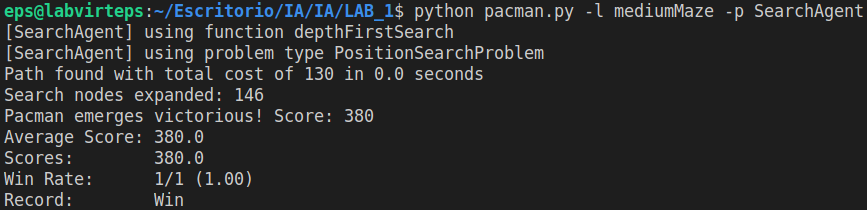 eps@labvirteps:~/Escritorio/IA/IA/LAB_1$ python pacman.py -l mediumMaze -p SearchAgent
[SearchAgent] using function depthFirstSearch
[SearchAgent] using problem type PositionSearchProblem
Path found with total cost of 130 in 0.0 seconds
Search nodes expanded: 146
Pacman emerges victorious! Score: 380
Average Score: 380.0
Scores:        380.0
Win Rate:      1/1 (1.00)
Record:        Win